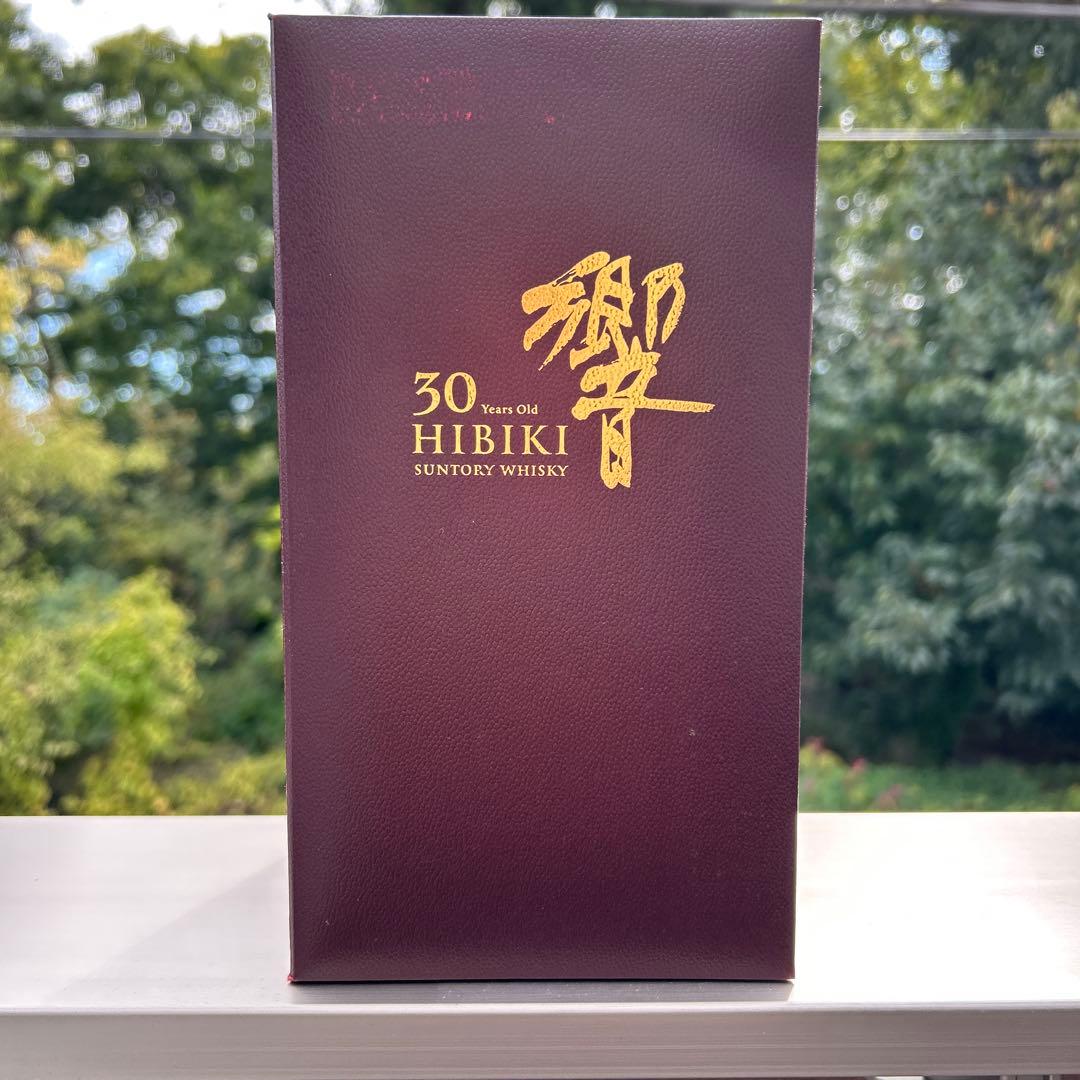 響
30 Years Old
HIBIKI
SUNTORY WHISKY